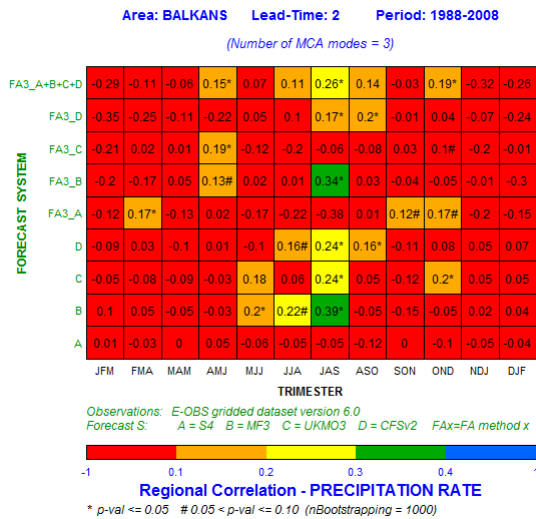 Area: BALKANS Lead-Time: 2 Period: 1988-2008
(Number of MCA modes = 3)
FORECAST SYSTEM
FA3_A+B+C+D -0.29 -0.11 -0.06 0.15* 0.07 0.11 0.26* 0.14 -0.03 0.19* -0.32 -0.26
FA3_D -0.35 -0.25 -0.11 -0.22 0.05 0.1 0.17* 0.2* -0.01 0.04 -0.07 -0.24
FA3_C -0.21 0.02 0.01 0.19* -0.12 -0.2 -0.06 -0.08 0.03 0.1# -0.2 -0.01
FA3_B -0.2 -0.17 0.05 0.13# 0.02 0.01 0.34* 0.03 -0.04 -0.05 -0.01 -0.3
FA3_A -0.12 0.17* -0.13 0.02 -0.17 -0.22 -0.38 0.01 0.12# 0.17# -0.2 -0.15
D -0.09 0.03 -0.1 0.01 -0.1 0.16# 0.24* 0.16* -0.11 0.08 0.05 0.07
C -0.05 -0.08 -0.09 -0.03 0.18 0.06 0.24* -0.05 -0.12 0.2* 0.05 0.05
B 0.1 0.05 -0.05 -0.03 0.2* 0.22# 0.39* -0.05 -0.15 -0.05 0.02 0.04
A 0.01 -0.03 0 0.05 -0.06 -0.05 -0.05 -0.12 0 -0.1 -0.05 -0.04
JFM FMA MAM AMJ MJJ JJA JAS ASO SON OND NDJ DJF
TRIMESTER
Observations: E-OBS gridded dataset version 6.0
Forecast S: A = S4 B = MF3 C = UKMO3 D = CFSv2 FAx=FA method x
-1 0.1 0.2 0.3 0.4 1
Regional Correlation - PRECIPITATION RATE
* p-val <= 0.05 # 0.05 < p-val <= 0.10 (nBootstrapping = 1000)